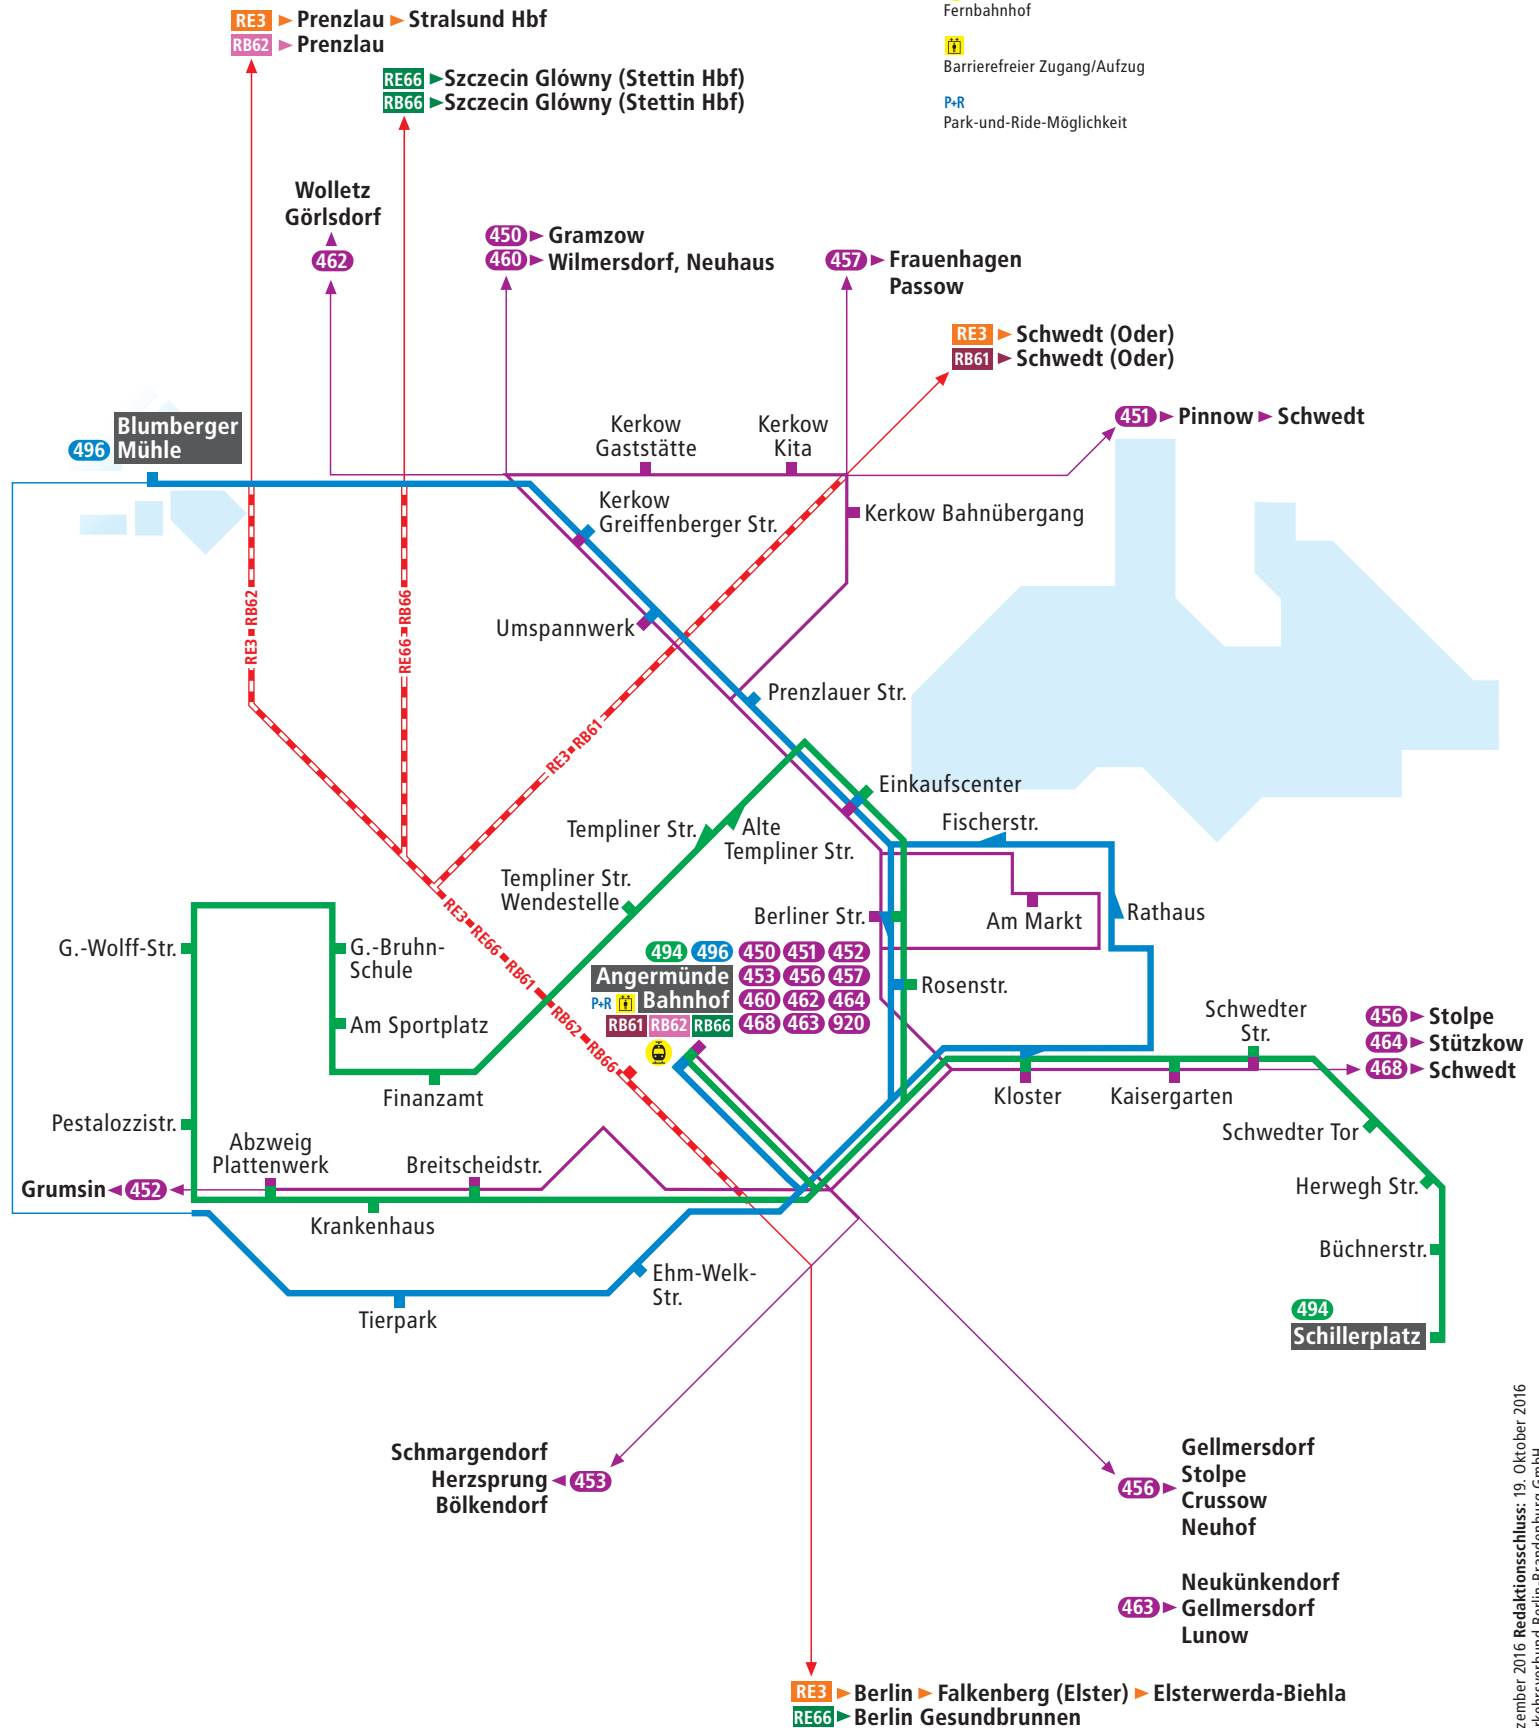 Fernbahnhof
Barrierefreier Zugang/Aufzug
P+R
Park-und-Ride-Möglichkeit
RE3 Prenzlau Stralsund Hbf
RB62 Prenzlau
RE66 Szczecin Glówny (Stettin Hbf)
RB66 Szczecin Glówny (Stettin Hbf)
Wolletz
Görlsdorf
462
450 Gramzow
460 Wilmersdorf, Neuhaus
457 Frauenhagen
Passow
RE3 Schwedt (Oder)
RB61 Schwedt (Oder)
451 Pinnow Schwedt
496 Blumberger
Mühle
Kerkow
Gaststätte
Kerkow
Kita
Kerkow
Greiffenberger Str.
Kerkow Bahnübergang
RE3 RB62
RE66 RB66
Umspannwerk
Prenzlauer Str.
RE3 RB61
Einkaufscenter
Templiner Str.
Alte
Templiner Str.
Fischerstr.
Templiner Str.
Wendestelle
Berliner Str.
Am Markt
Rathaus
RE3 RE66 RB61 RB62 RB66
G.-Wolff-Str.
G.-Bruhn-
Schule
494 496 450 451 452
Angermünde 453 456 457
P+R Bahnhof 460 462 464
RB61 RB62 RB66 468 463 920
Rosenstr.
Am Sportplatz
Schwedter
Str.
456 Stolpe
464 Stützkow
468 Schwedt
Finanzamt
Kloster
Kaisergarten
Pestalozzistr.
Abzweig
Plattenwerk
Breitscheidstr.
Schwedter Tor
Grumsin 452
Herwegh Str.
Krankenhaus
Büchnerstr.
Ehm-Welk-
Str.
Tierpark
494
Schillerplatz
Schmargendorf
Herzsprung 453
Bölkendorf
Gellmersdorf
Stolpe
456 Crussow
Neuhof
Neukünkendorf
463 Gellmersdorf
Lunow
RE3 Berlin Falkenberg (Elster) Elsterwerda-Biehla
RE66 Berlin Gesundbrunnen
2016 Redaktionsschluss: 19. Oktober 2016
Berlin-Brandenburg GmbH